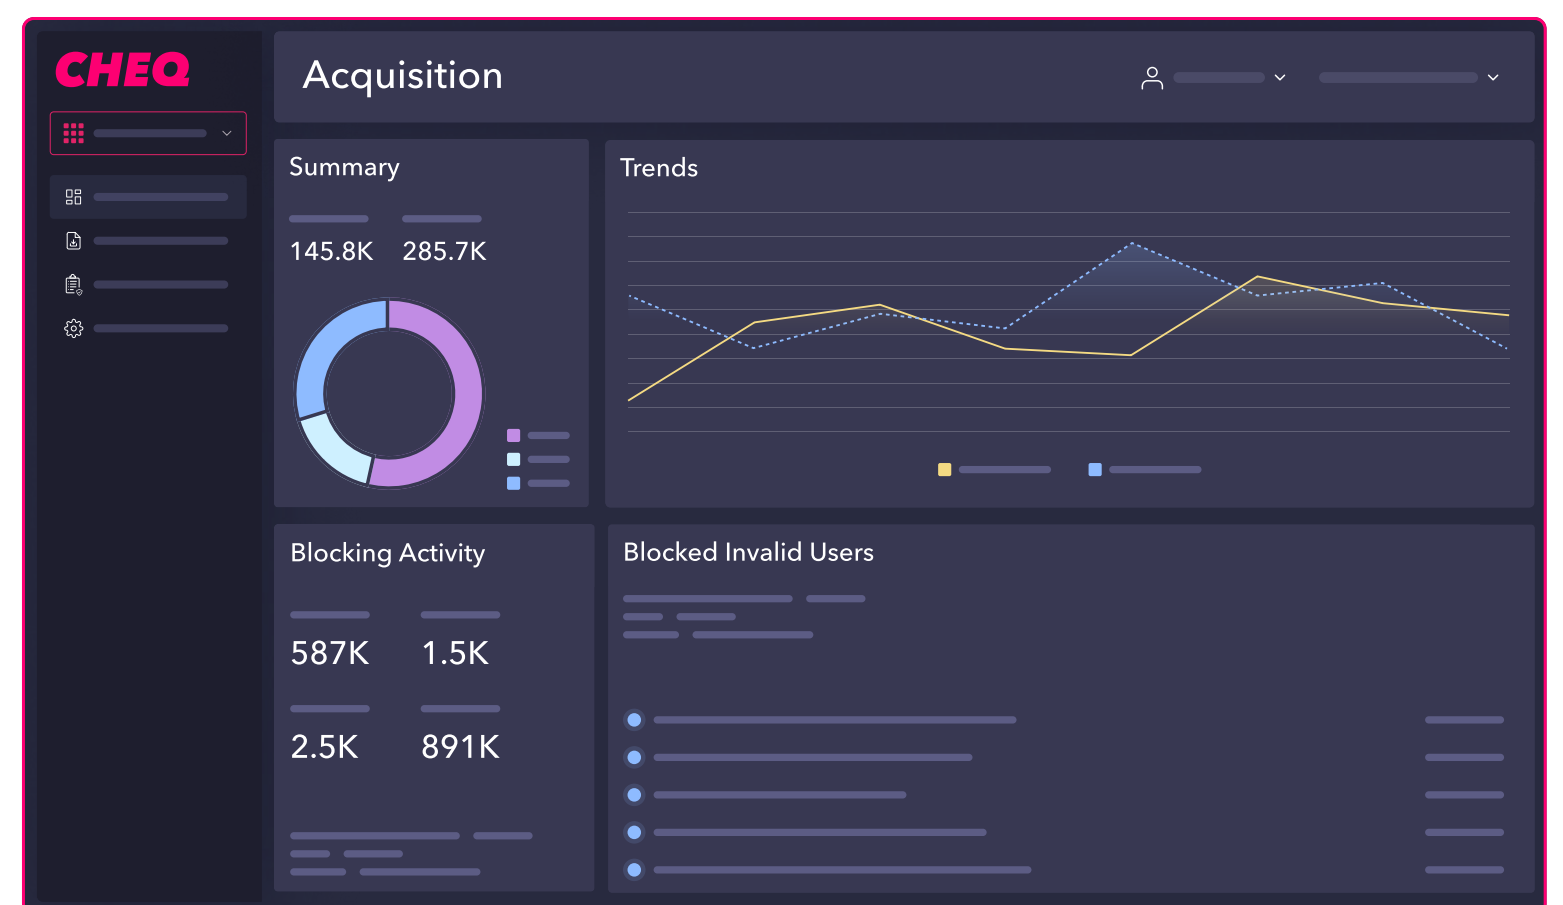 CHEQ
Acquisition
Summary
145.8K 285.7K
Trends
Blocking Activity
587K 1.5K
2.5K 891K
Blocked Invalid Users